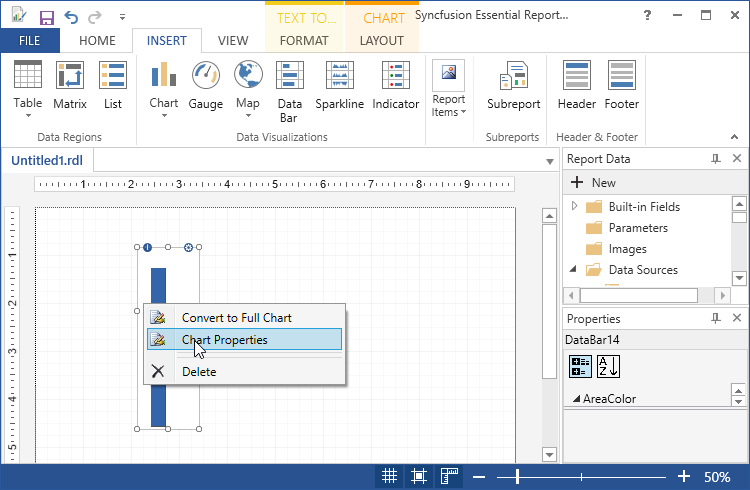 TEXT TO... CHART Syncfusion Essential Report... ?
FILE HOME INSERT VIEW FORMAT LAYOUT
Table Matrix List Chart Gauge Map Data Bar Sparkline Indicator Report Items Subreport Header Footer
Data Regions Data Visualizations Subreports Header & Footer
Untitled1.rdl
1 2 3 4 5 6 7 8 9
1
2
3
4
5
Convert to Full Chart
Chart Properties
Delete
Report Data
New
Built-in Fields
Parameters
Images
Data Sources
Properties
DataBar14
A
Z
AreaColor
50%